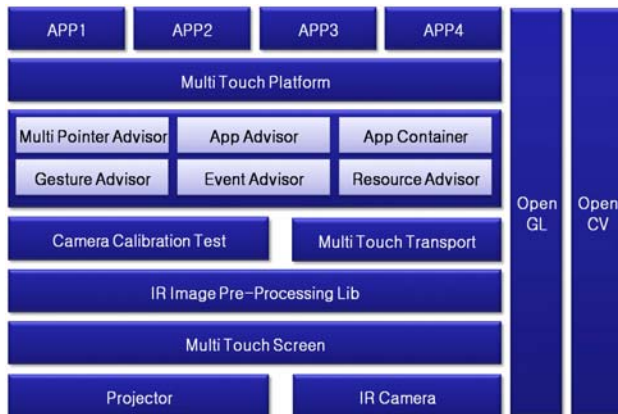 APP1 APP2 APP3 APP4
Multi Touch Platform
Multi Pointer Advisor App Advisor App Container
Gesture Advisor Event Advisor Resource Advisor
Camera Calibration Test Multi Touch Transport
IR Image Pre-Processing Lib
Multi Touch Screen
Projector IR Camera
Open
GL
Open
CV